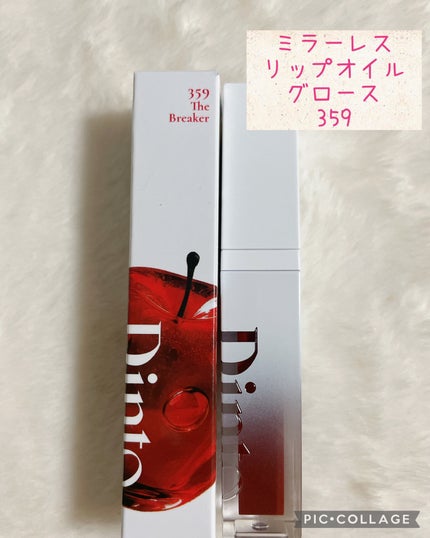 ミラーレス
リップオイル
グロース
359
359
The
Breaker
Dinto
Dinto
PIC•COLLAGE